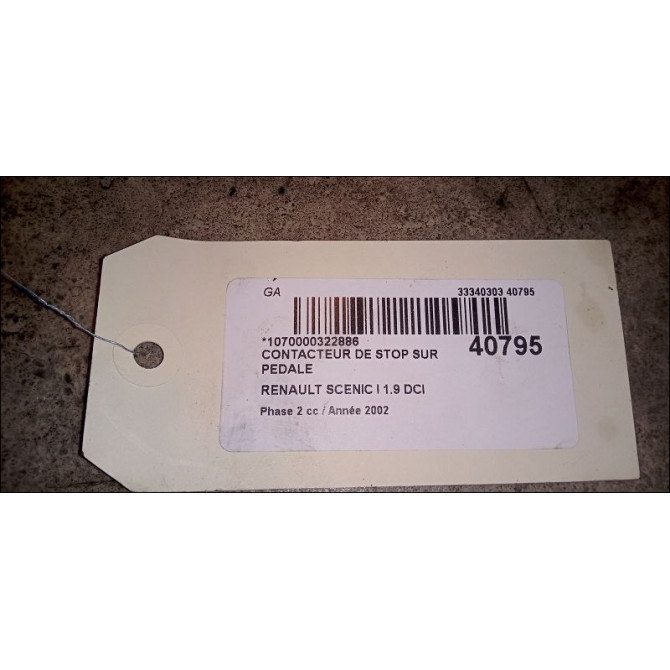 GA 33340303 40795
*1070000322886 40795
CONTACTEUR DE STOP SUR
PEDALE
RENAULT SCENIC I 1.9 DCI
Phase 2 cc / Année 2002